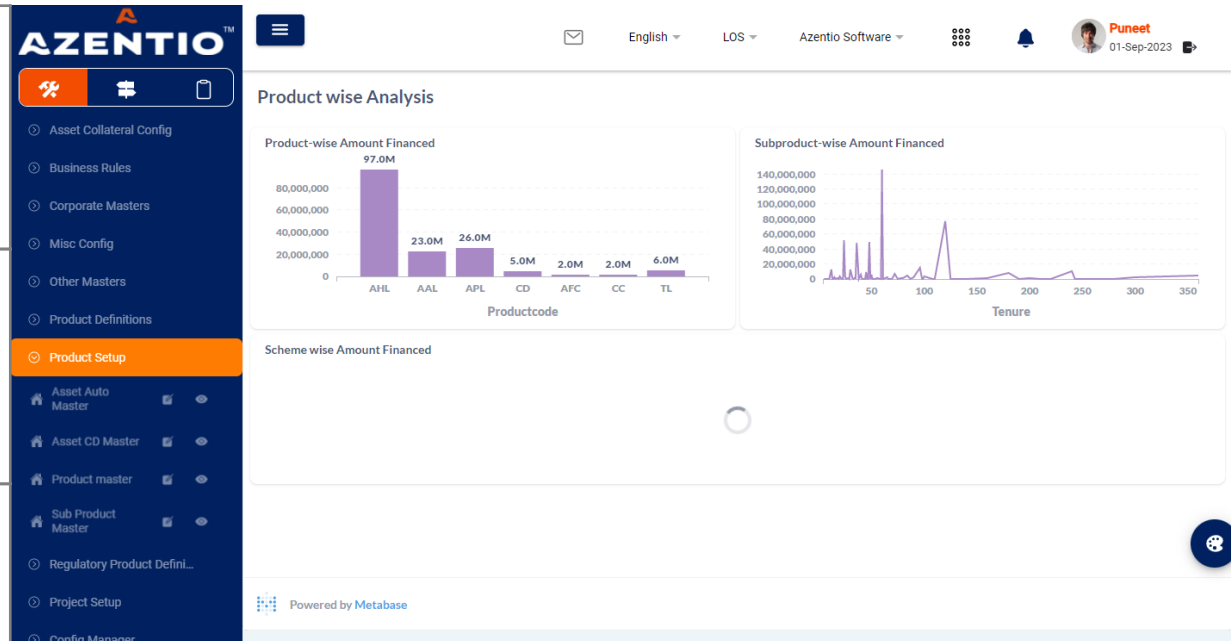 AZENTIO™
English
LOS
Azentio Software
Puneet
01-Sep-2023
Asset Collateral Config
Business Rules
Corporate Masters
Misc Config
Other Masters
Product Definitions
Product Setup
Asset Auto
Master
Asset CD Master
Product master
Sub Product
Master
Regulatory Product Defini...
Project Setup
Config Manager
Product wise Analysis
Product-wise Amount Financed
97.0M
80,000,000
60,000,000
40,000,000
20,000,000
0
23.0M
26.0M
5.0M
2.0M
2.0M
6.0M
AHL AAL APL CD AFC CC TL
Productcode
Subproduct-wise Amount Financed
140,000,000
120,000,000
100,000,000
80,000,000
60,000,000
40,000,000
20,000,000
0
50 100 150 200 250 300 350
Tenure
Scheme wise Amount Financed
Powered by Metabase